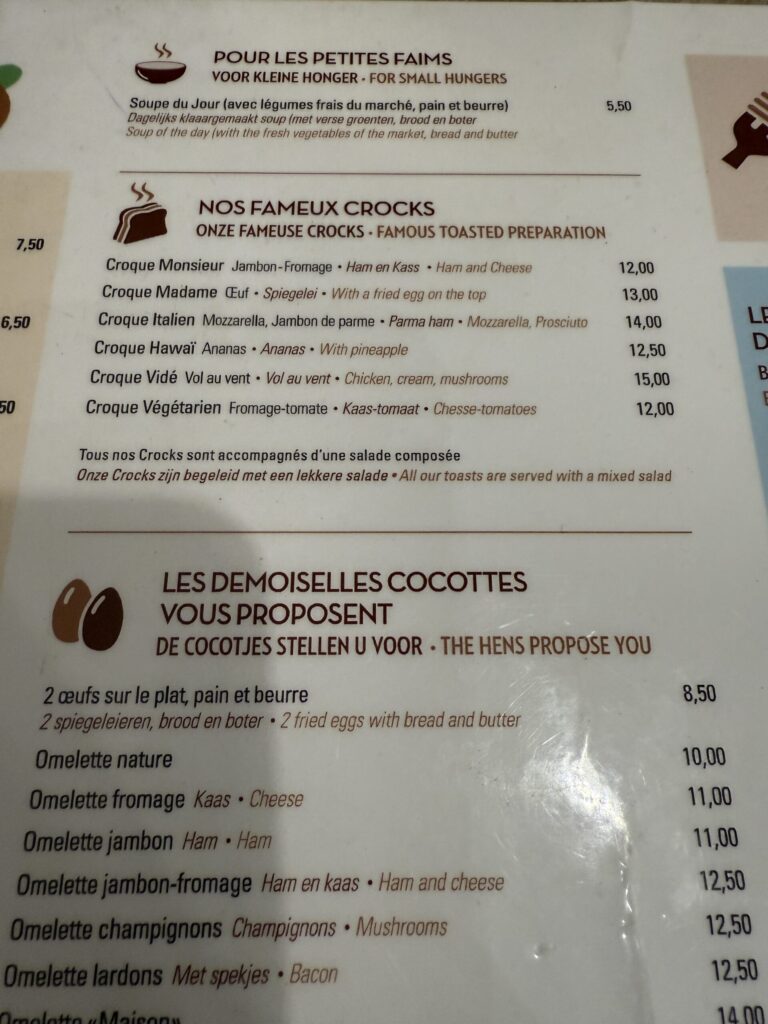 POUR LES PETITES FAIMS
VOOR KLEINE HONGER • FOR SMALL HUNGERS
Soupe du Jour (avec légumes frais du marché, pain et beurre) 5,50
Dagelijks klaaargemaakt soup (met verse groenten, brood en boter
Soup of the day (with the fresh vegetables of the market, bread and butter
7,50
6,50
50
NOS FAMEUX CROCKS
ONZE FAMEUSE CROCKS • FAMOUS TOASTED PREPARATION
Croque Monsieur Jambon-Fromage • Ham en Kass • Ham and Cheese 12,00
Croque Madame Œuf • Spiegelei • With a fried egg on the top 13,00
Croque Italien Mozzarella, Jambon de parme • Parma ham • Mozzarella, Prosciuto 14,00
Croque Hawaï Ananas • Ananas • With pineapple 12,50
Croque Vidé Vol au vent • Vol au vent • Chicken, cream, mushrooms 15,00
Croque Végétarien Fromage-tomate • Kaas-tomaat • Chesse-tomatoes 12,00
Tous nos Crocks sont accompagnés d'une salade composée
Onze Crocks zijn begeleid met een lekkere salade • All our toasts are served with a mixed salad
LES DEMOISELLES COCOTTES
VOUS PROPOSENT
DE COCOTJES STELLEN U VOOR • THE HENS PROPOSE YOU
2 œufs sur le plat, pain et beurre 8,50
2 spiegeleieren, brood en boter • 2 fried eggs with bread and butter
Omelette nature 10,00
Omelette fromage Kaas • Cheese 11,00
Omelette jambon Ham • Ham 11,00
Omelette jambon-fromage Ham en kaas • Ham and cheese 12,50
Omelette champignons Champignons • Mushrooms 12,50
Omelette lardons Met spekjes • Bacon 12,50
Omelette «Maison» 14,00